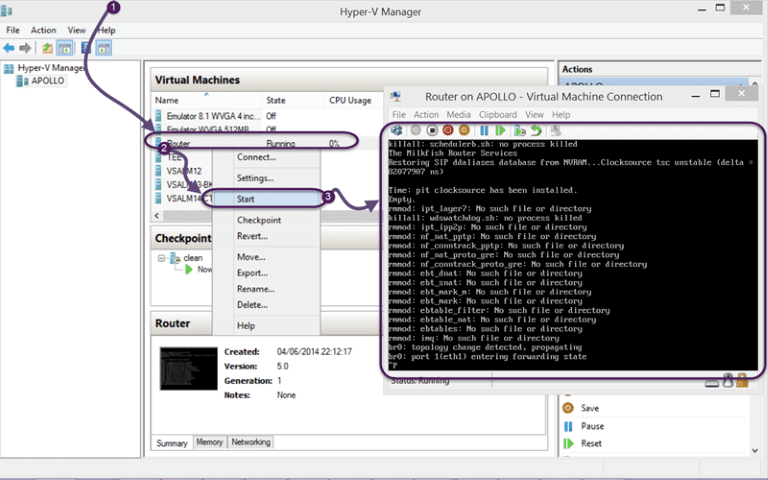 1
Hyper-V Manager
File Action View Help
Hyper-V Manage
APOLLO
Virtual Machines
Name State CPU Usage
Emulator 8.1 WVGA 4 inc... Off
Emulator WVGA 512MB Off
Router Running 0%
2
TEE
VSALM12
VSALM
VSALM14
Connect...
Settings...
Start
3
Checkpoint
Revert...
Move...
Export...
Rename...
Delete...
Help
Checkpoint
clean
Now
Router
Created: 04/06/2014 22:12:17
Version: 5.0
Generation: 1
Notes: None
Summary Memory Networking
Actions
APOLLO
Router on APOLLO - Virtual Machine Connection
File Action Media Clipboard View Help
killall: schedulerb.sh: no process killed
The Milkfish Router Services
Restoring SIP ddaliases database from NVRAM...Clocksource tsc unstable (delta =
82077907 ns)
Time: pit clocksource has been installed.
Empty.
rmmod: ipt_layer7: No such file or directory
killall: wdswatchdog.sh: no process killed
rmmod: ipt_ipp2p: No such file or directory
rmmod: nf_nat_pptp: No such file or directory
rmmod: nf_conntrack_pptp: No such file or directory
rmmod: nf_nat_proto_gre: No such file or directory
rmmod: nf_conntrack_proto_gre: No such file or directory
rmmod: ebt_dnat: No such file or directory
rmmod: ebt_snat: No such file or directory
rmmod: ebt_mark_m: No such file or directory
rmmod: ebt_mark: No such file or directory
rmmod: ebtable_filter: No such file or directory
rmmod: ebtable_nat: No such file or directory
rmmod: ebtables: No such file or directory
rmmod: imq: No such file or directory
br0: topology change detected, propagating
br0: port 1(eth1) entering forwarding state
^P
Status: Running
Save
Pause
Reset